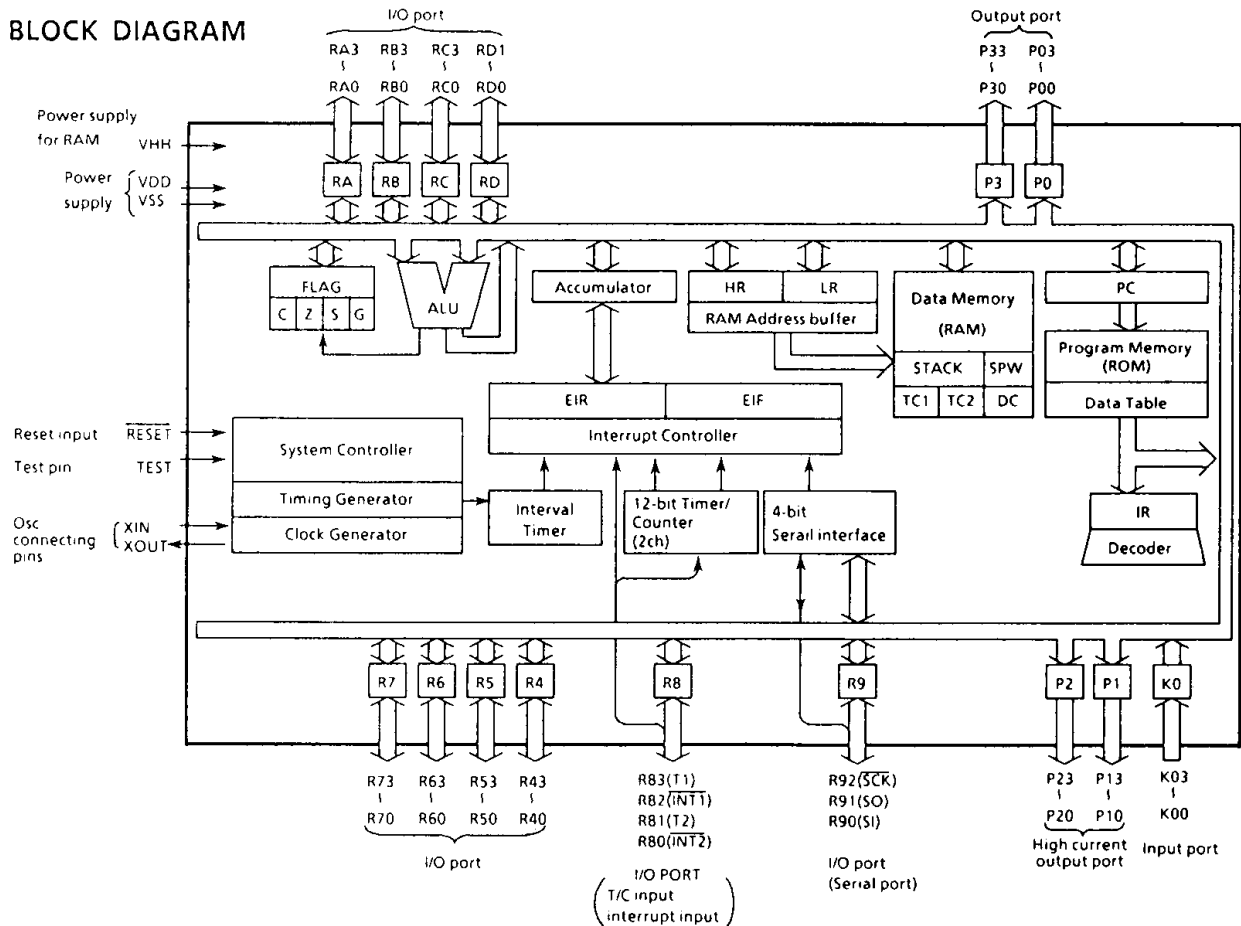 BLOCK DIAGRAM
I/O port
Output port
RA3 RB3 RC3 RD1
~ ~ ~ ~
RA0 RB0 RC0 RD0
P33 P03
~ ~
P30 P00
Power supply
for RAM VHH
Power
supply
VDD
VSS
RA RB RC RD
P3 P0
FLAG
C Z S G
ALU
Accumulator
HR LR
RAM Address buffer
Data Memory
(RAM)
STACK SPW
TC1 TC2 DC
PC
Program Memory
(ROM)
Data Table
EIR EIF
Interrupt Controller
Reset input RESET
Test pin TEST
Osc
connecting
pins
XIN
XOUT
System Controller
Timing Generator
Clock Generator
Interval
Timer
12-bit Timer/
Counter
(2ch)
4-bit
Serail interface
IR
Decoder
R7 R6 R5 R4 R8 R9 P2 P1 K0
R73 R63 R53 R43
~ ~ ~ ~
R70 R60 R50 R40
I/O port
R83(T1)
R82(INT1)
R81(T2)
R80(INT2)
I/O PORT
T/C input
interrupt input
R92(SCK)
R91(SO)
R90(SI)
I/O port
(Serial port)
P23 P13
~ ~
P20 P10
High current
output port
K03
~
K00
Input port